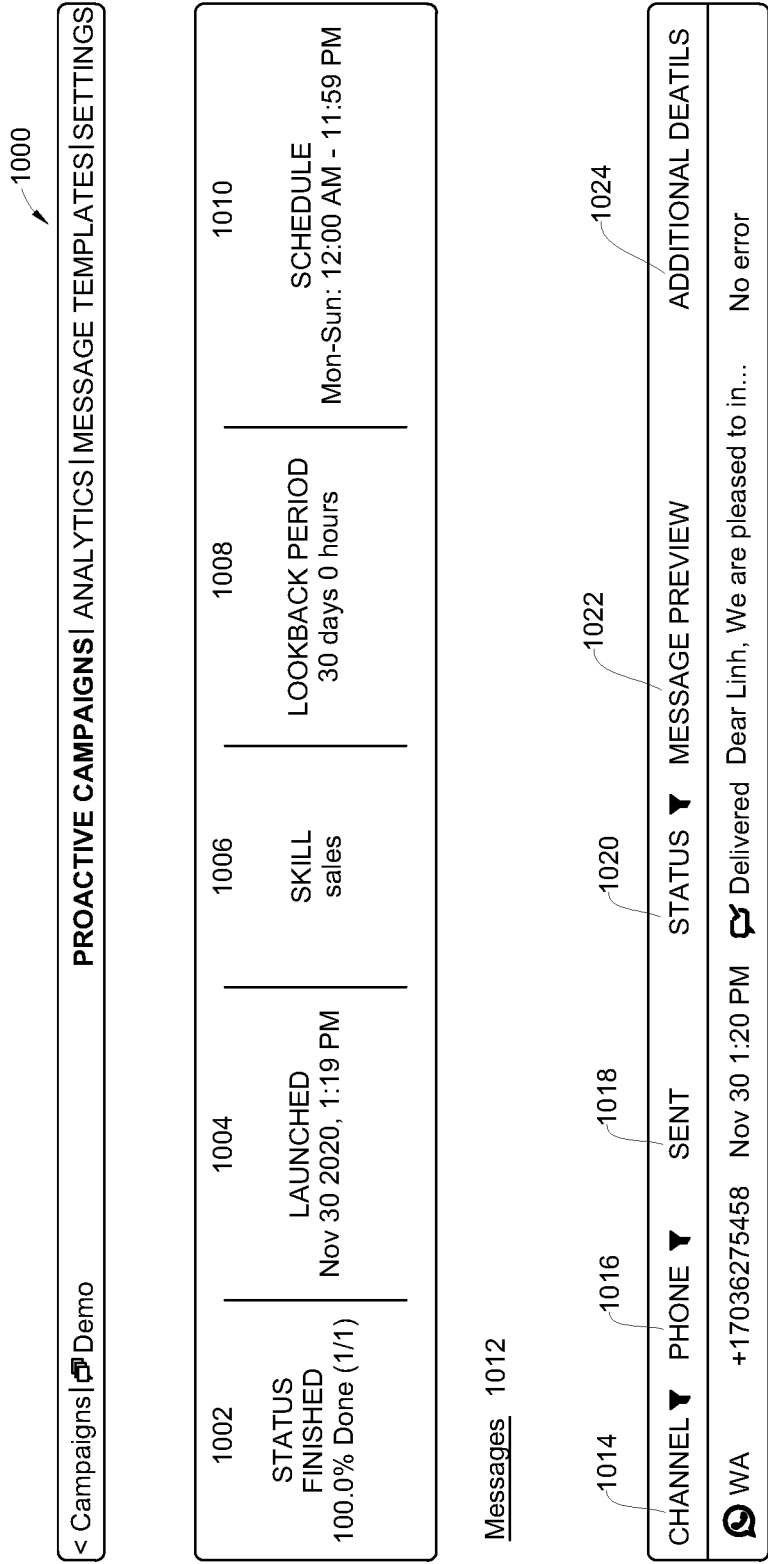 1000
< Campaigns| Demo PROACTIVE CAMPAIGNS| ANALYTICS|MESSAGE TEMPLATES|SETTINGS
1002 1004 1006 1008 1010
STATUS
FINISHED
100.0% Done (1/1)
LAUNCHED
Nov 30 2020, 1:19 PM
SKILL
sales
LOOKBACK PERIOD
30 days 0 hours
SCHEDULE
Mon-Sun: 12:00 AM - 11:59 PM
Messages 1012
1014 1016 1018 1020 1022 1024
CHANNEL PHONE SENT STATUS MESSAGE PREVIEW ADDITIONAL DEATILS
WA +17036275458 Nov 30 1:20 PM Delivered Dear Linh, We are pleased to in... No error